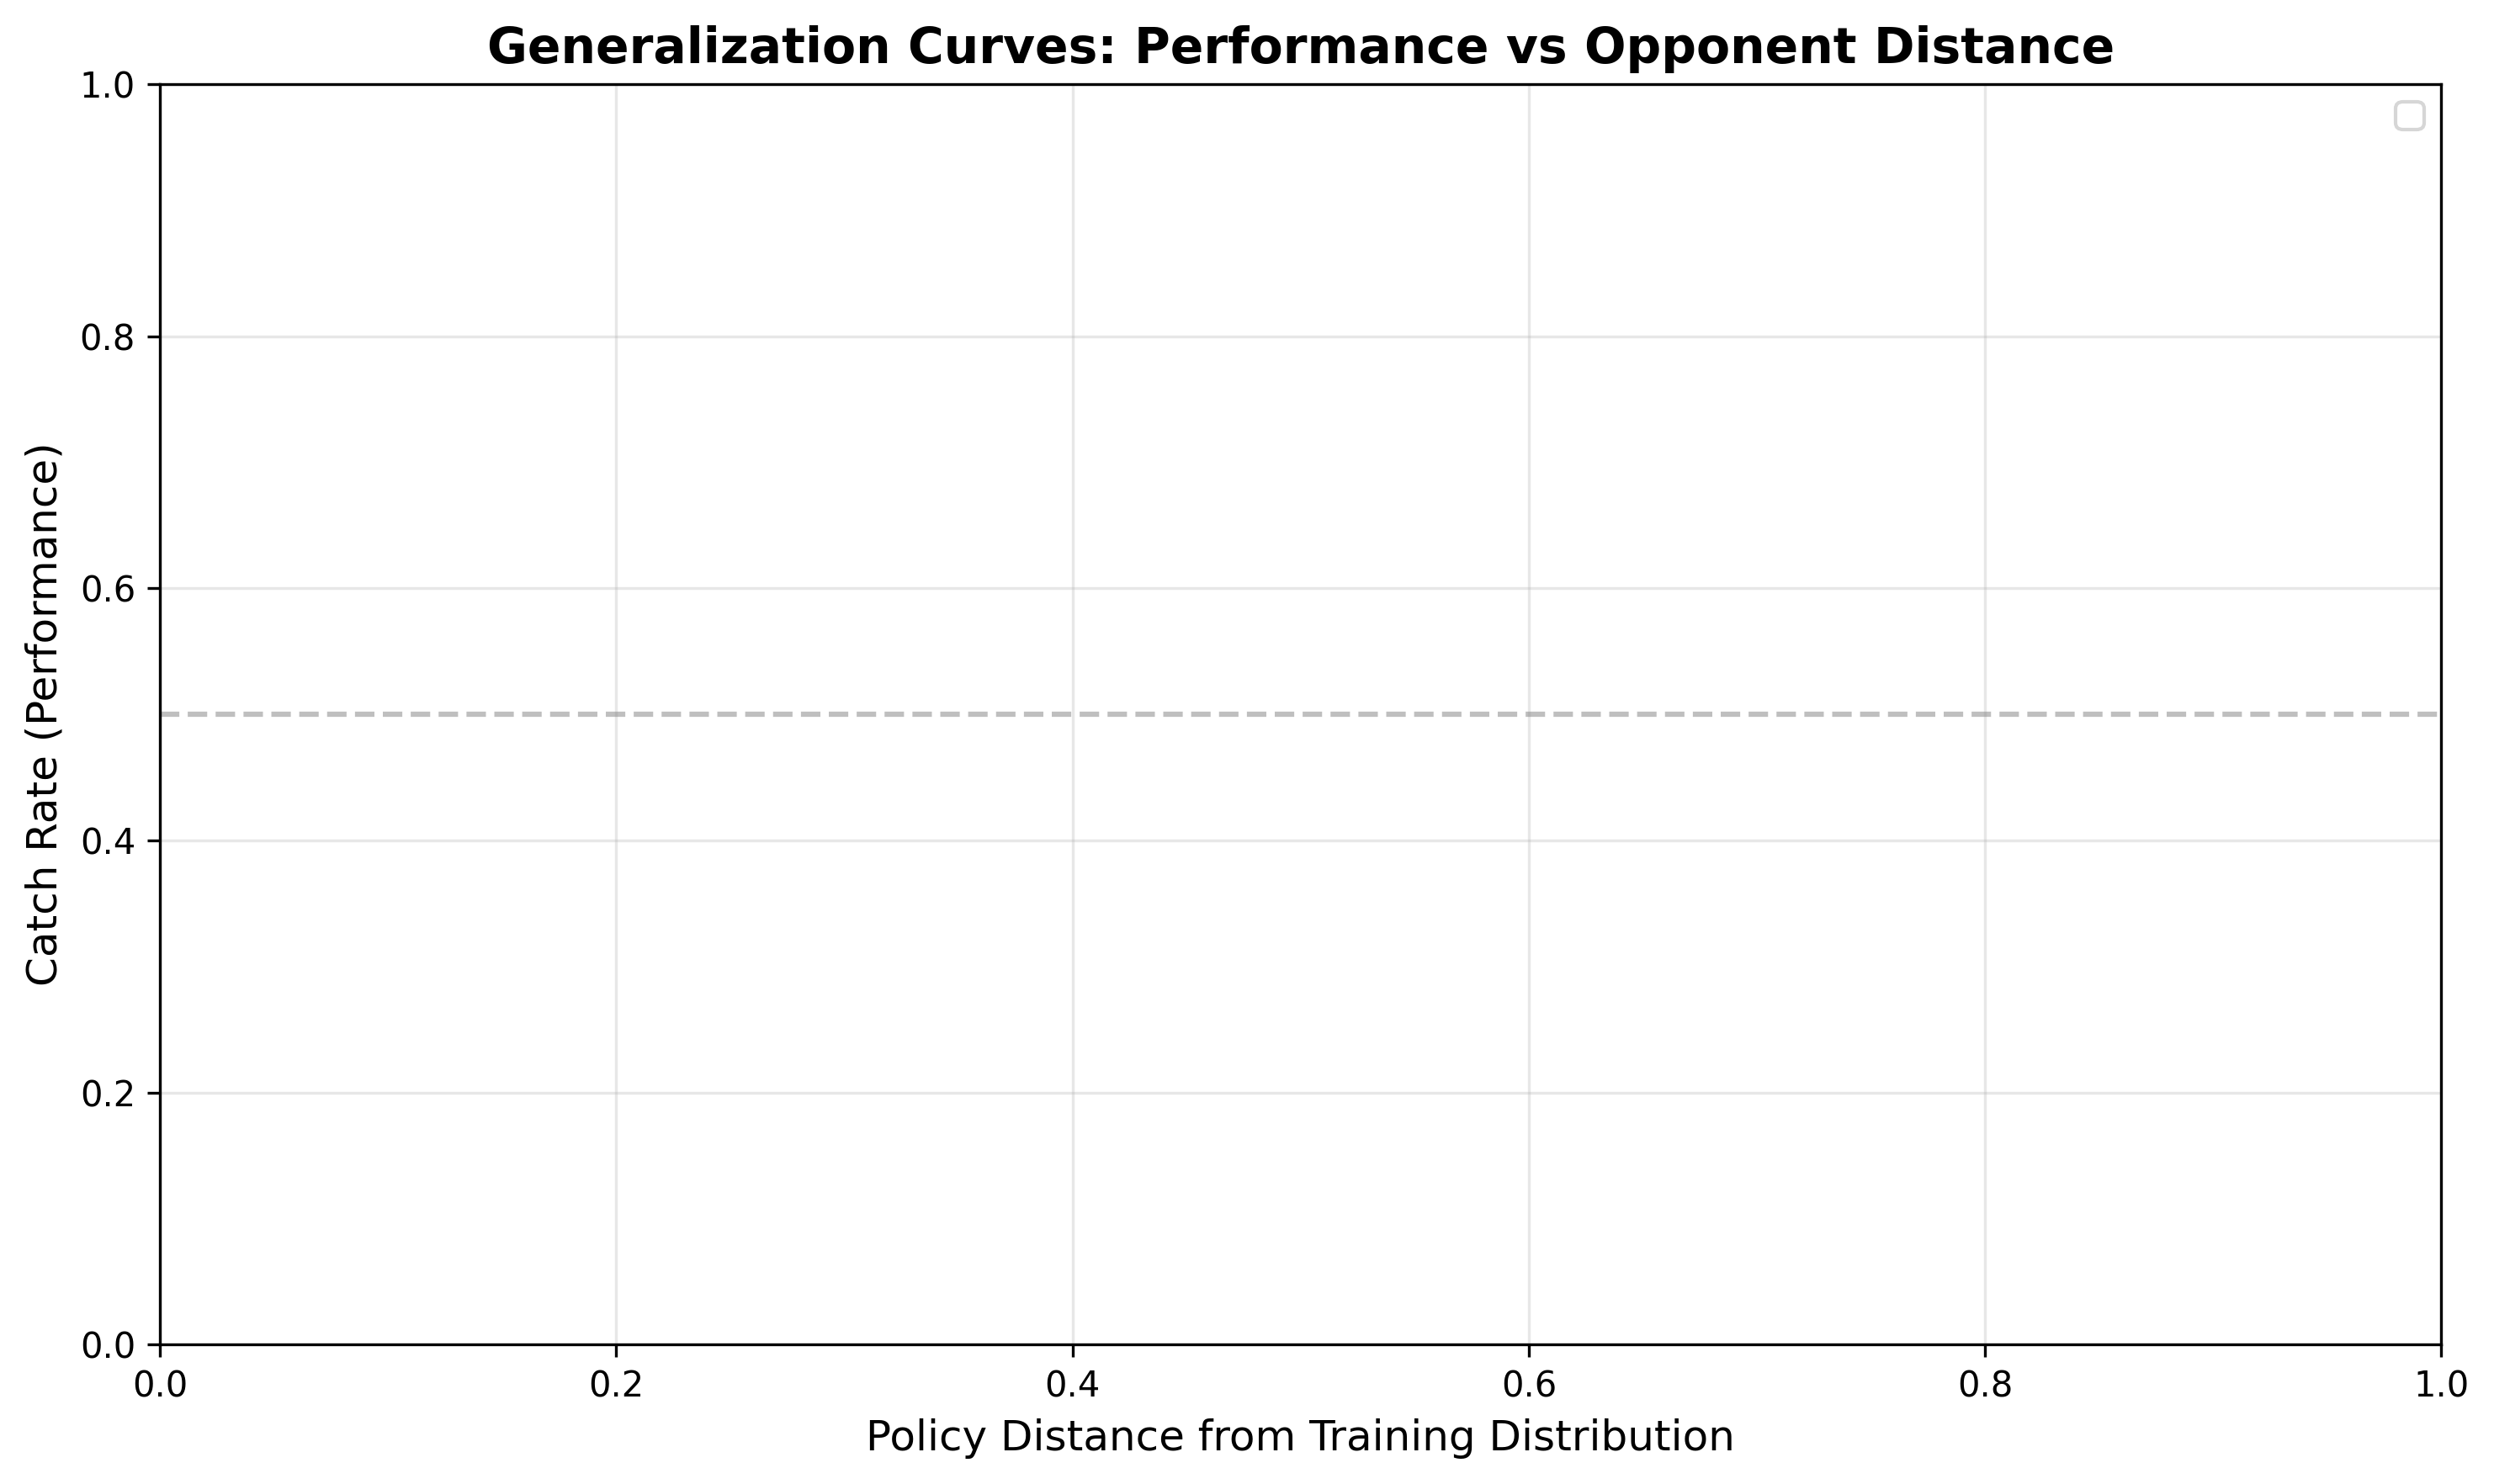 Generalization Curves: Performance vs Opponent Distance
1.0
0.8
0.6
0.4
0.2
0.0
Catch Rate (Performance)
0.0 0.2 0.4 0.6 0.8 1.0
Policy Distance from Training Distribution